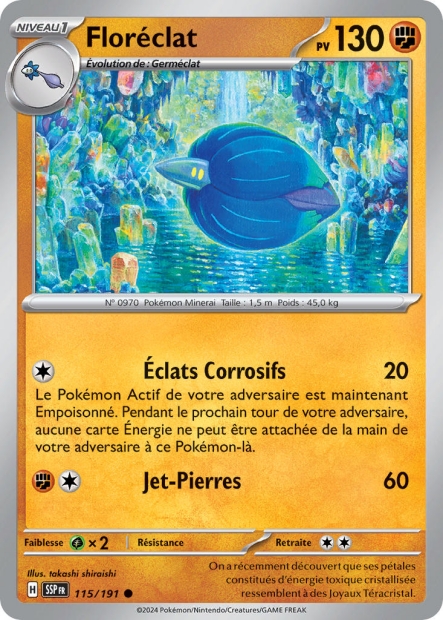 NIVEAU 1
Floréclat
PV 130
Évolution de : Germéclat
N° 0970 Pokémon Minerai Taille : 1,5 m Poids : 45,0 kg
Éclats Corrosifs 20
Le Pokémon Actif de votre adversaire est maintenant
Empoisonné. Pendant le prochain tour de votre adversaire,
aucune carte Énergie ne peut être attachée de la main de
votre adversaire à ce Pokémon-là.
Jet-Pierres 60
Faiblesse ×2 Résistance Retraite
Illus. takashi shiraishi
H SSP FR 115/191
©2024 Pokémon/Nintendo/Creatures/GAME FREAK
On a récemment découvert que ses pétales
constitués d'énergie toxique cristallisée
ressemblent à des Joyaux Téracristal.